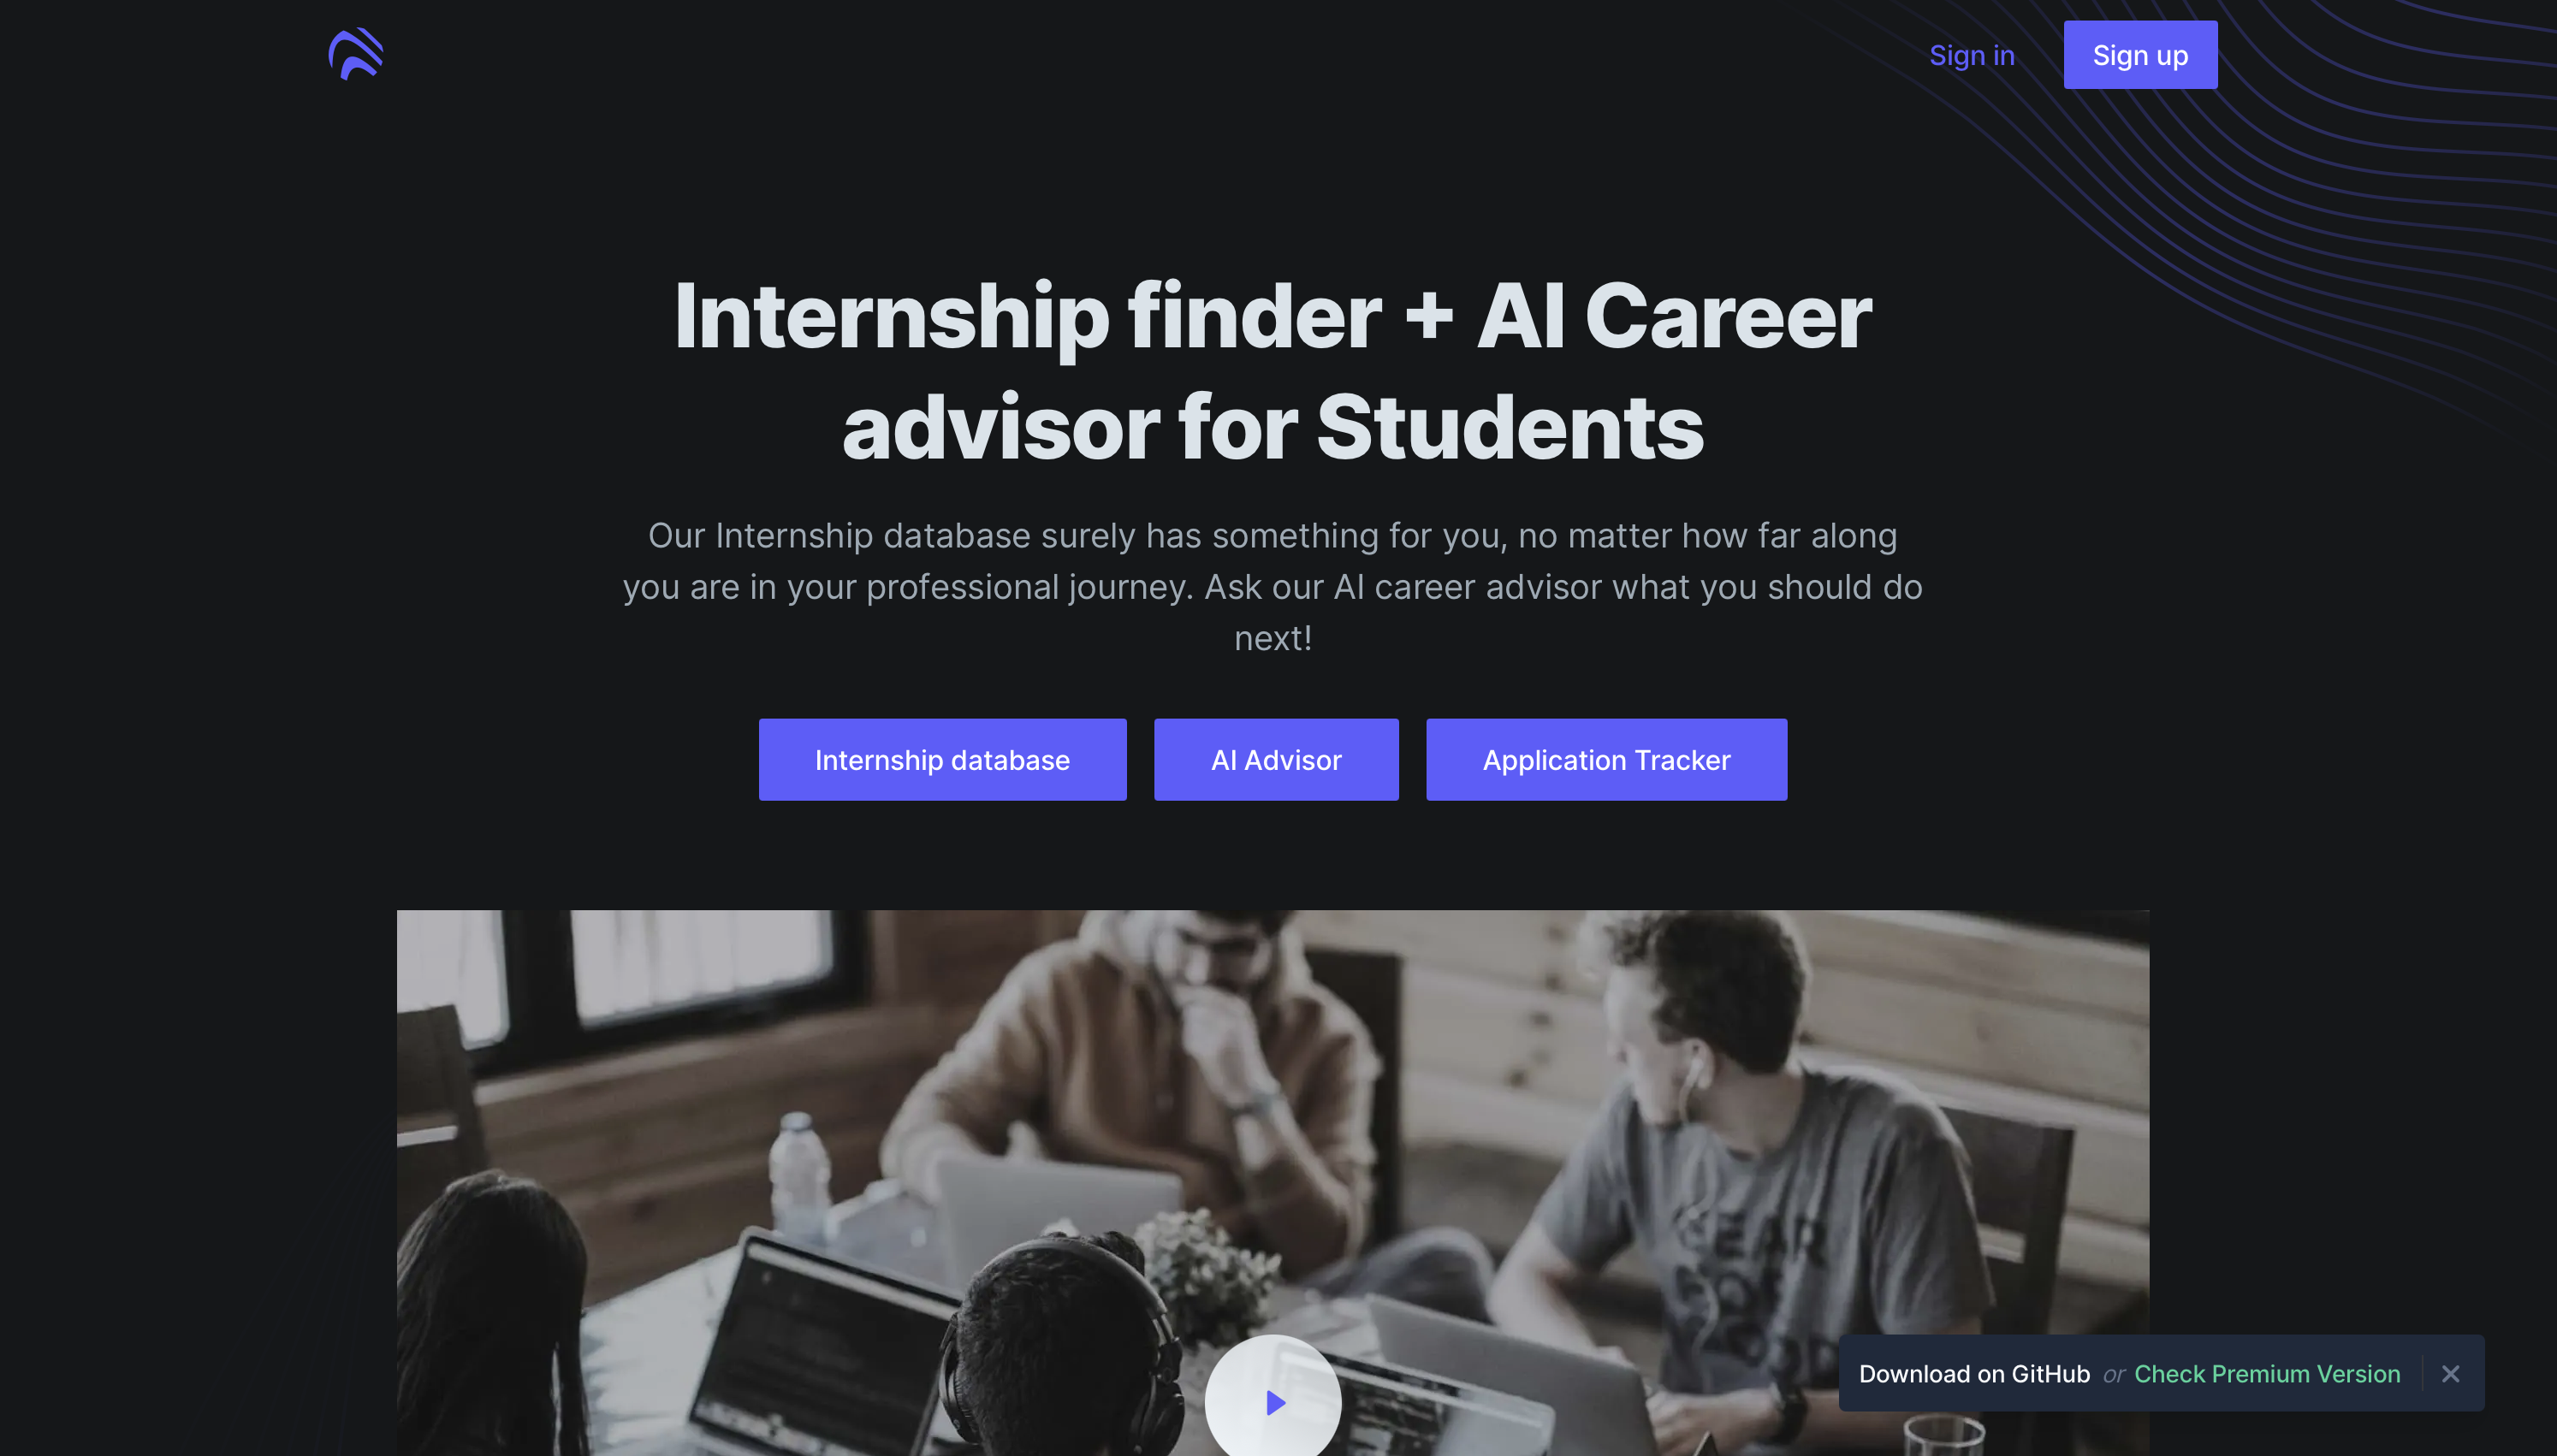 Sign in
Sign up
Internship finder + AI Career
advisor for Students
Our Internship database surely has something for you, no matter how far along
you are in your professional journey. Ask our AI career advisor what you should do
next!
Internship database
AI Advisor
Application Tracker
Download on GitHub or Check Premium Version